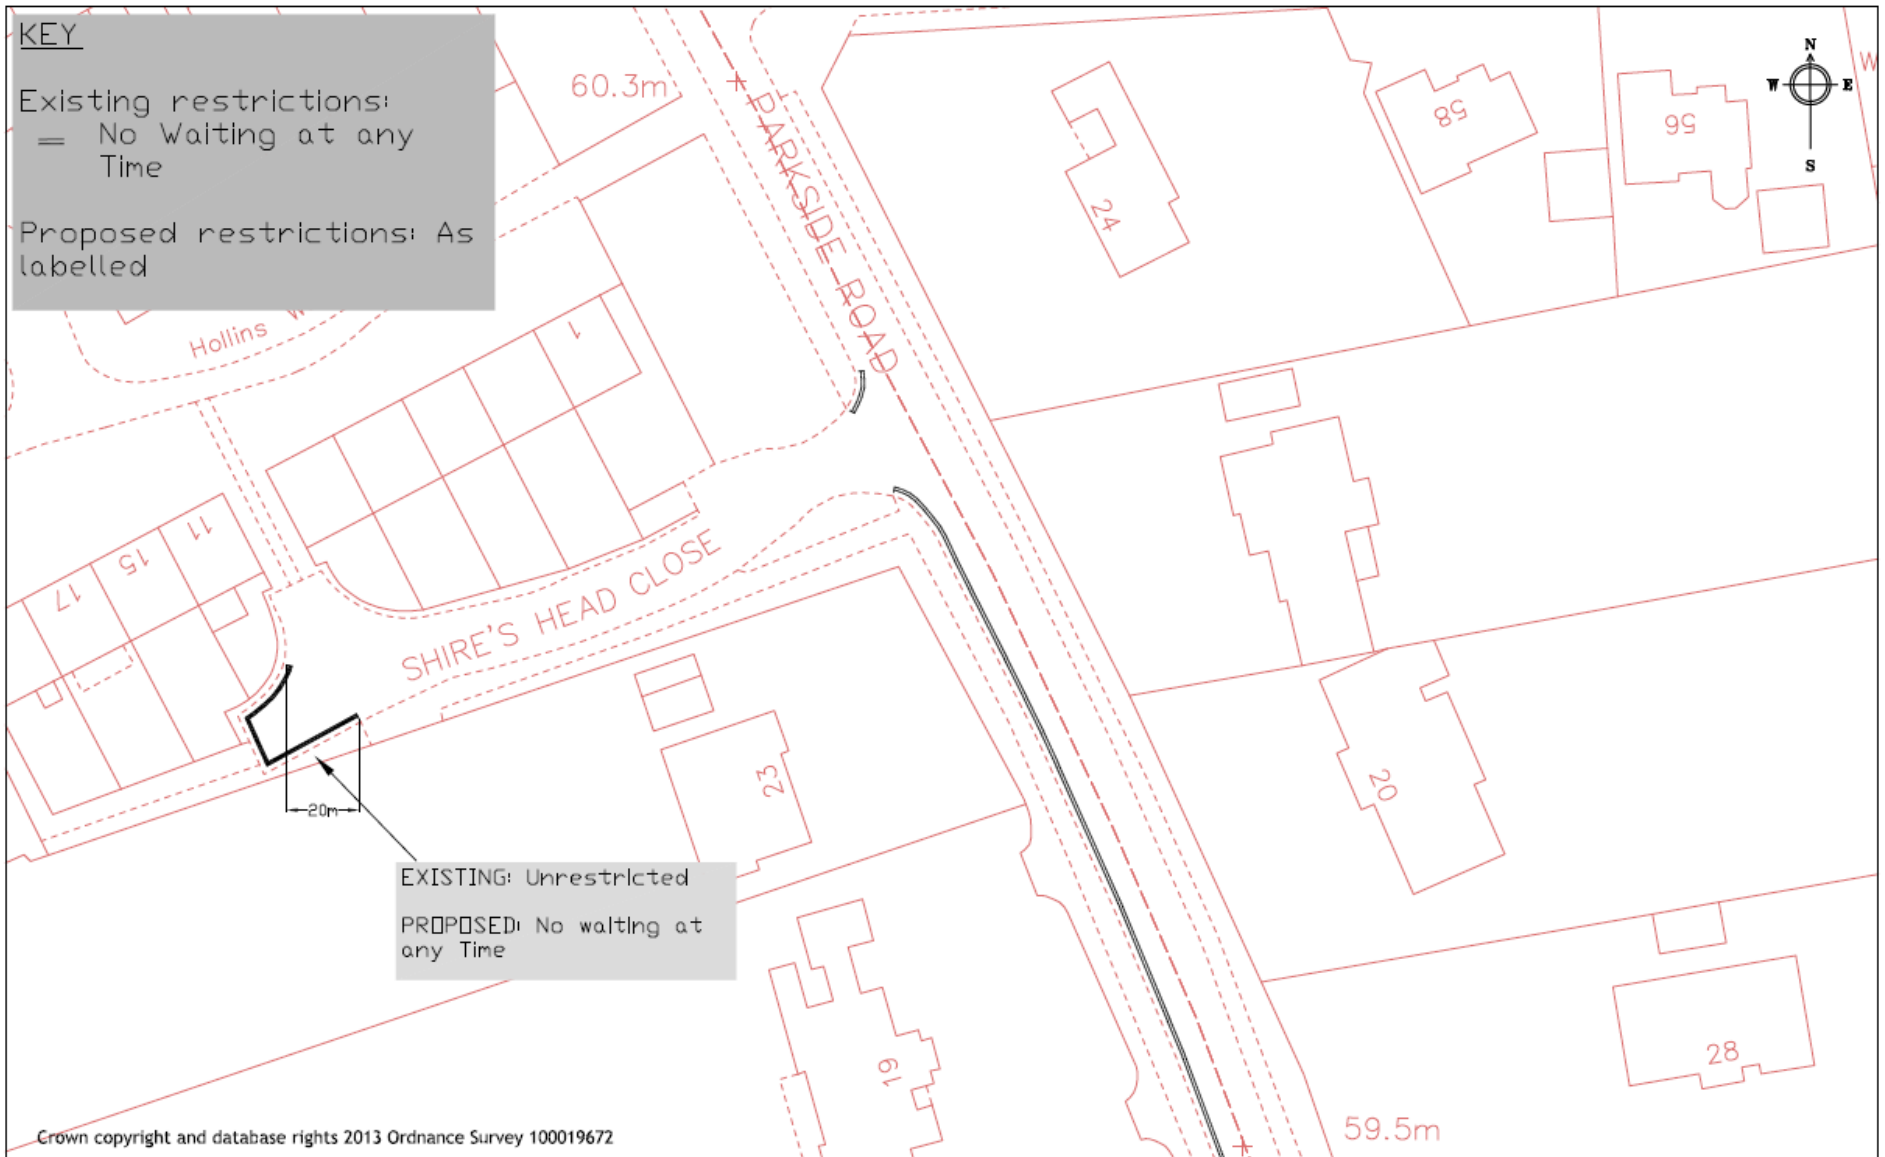 KEY
Existing restrictions:
= No Waiting at any
Time
Proposed restrictions: As
labelled
60.3m
PARKSIDE ROAD
N
W E
S
58
56
24
Hollins
1
11
15
17
SHIRE'S HEAD CLOSE
23
20
20m
EXISTING: Unrestricted
PROPOSED: No waiting at
any Time
19
28
59.5m
Crown copyright and database rights 2013 Ordnance Survey 100019672